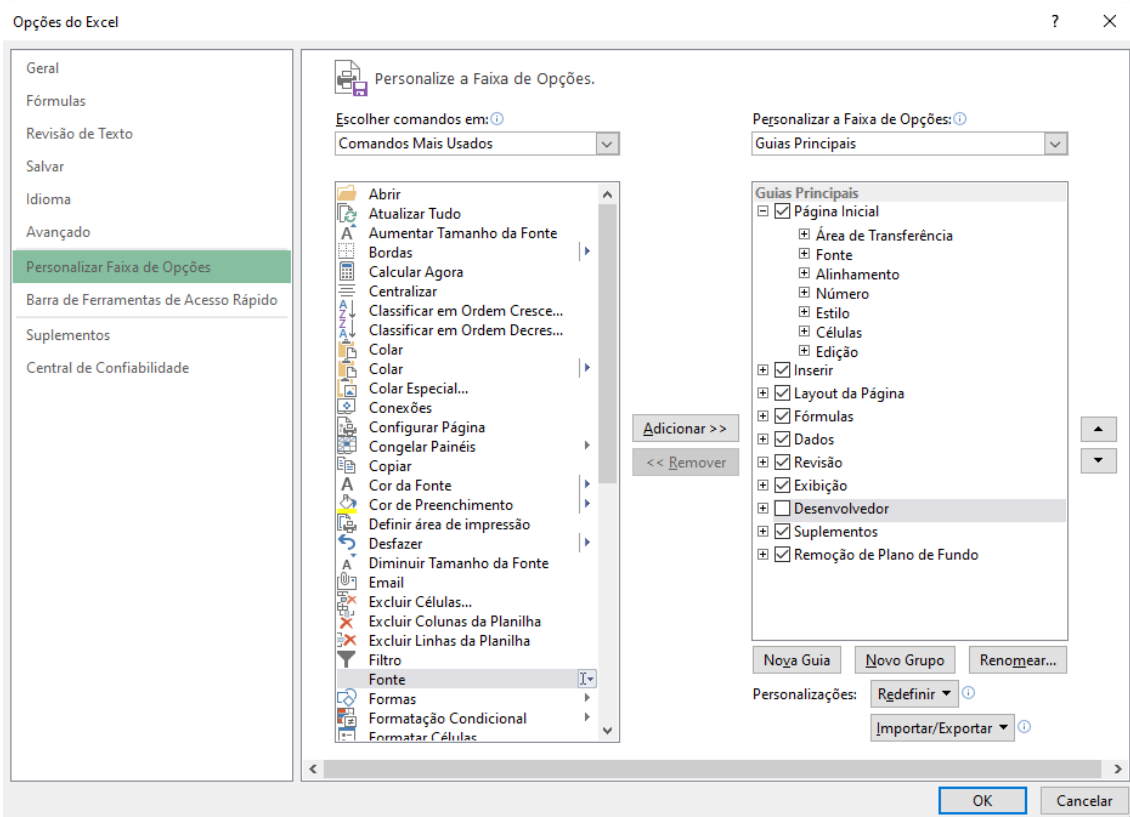 Opções do Excel
?
Geral
Fórmulas
Revisão de Texto
Salvar
Idioma
Avançado
Personalizar Faixa de Opções
Barra de Ferramentas de Acesso Rápido
Suplementos
Central de Confiabilidade
Personalize a Faixa de Opções.
Escolher comandos em:
Comandos Mais Usados
Abrir
Atualizar Tudo
Aumentar Tamanho da Fonte
Bordas
Calcular Agora
Centralizar
Classificar em Ordem Cresce...
Classificar em Ordem Decres...
Colar
Colar
Colar Especial...
Conexões
Configurar Página
Congelar Painéis
Copiar
Cor da Fonte
Cor de Preenchimento
Definir área de impressão
Desfazer
Diminuir Tamanho da Fonte
Email
Excluir Células...
Excluir Colunas da Planilha
Excluir Linhas da Planilha
Filtro
Fonte
Formas
Formatação Condicional
Formatar Células
Adicionar >>
<< Remover
Personalizar a Faixa de Opções:
Guias Principais
Guias Principais
Página Inicial
Área de Transferência
Fonte
Alinhamento
Número
Estilo
Células
Edição
Inserir
Layout da Página
Fórmulas
Dados
Revisão
Exibição
Desenvolvedor
Suplementos
Remoção de Plano de Fundo
Nova Guia
Novo Grupo
Renomear...
Personalizações:
Redefinir
Importar/Exportar
OK
Cancelar